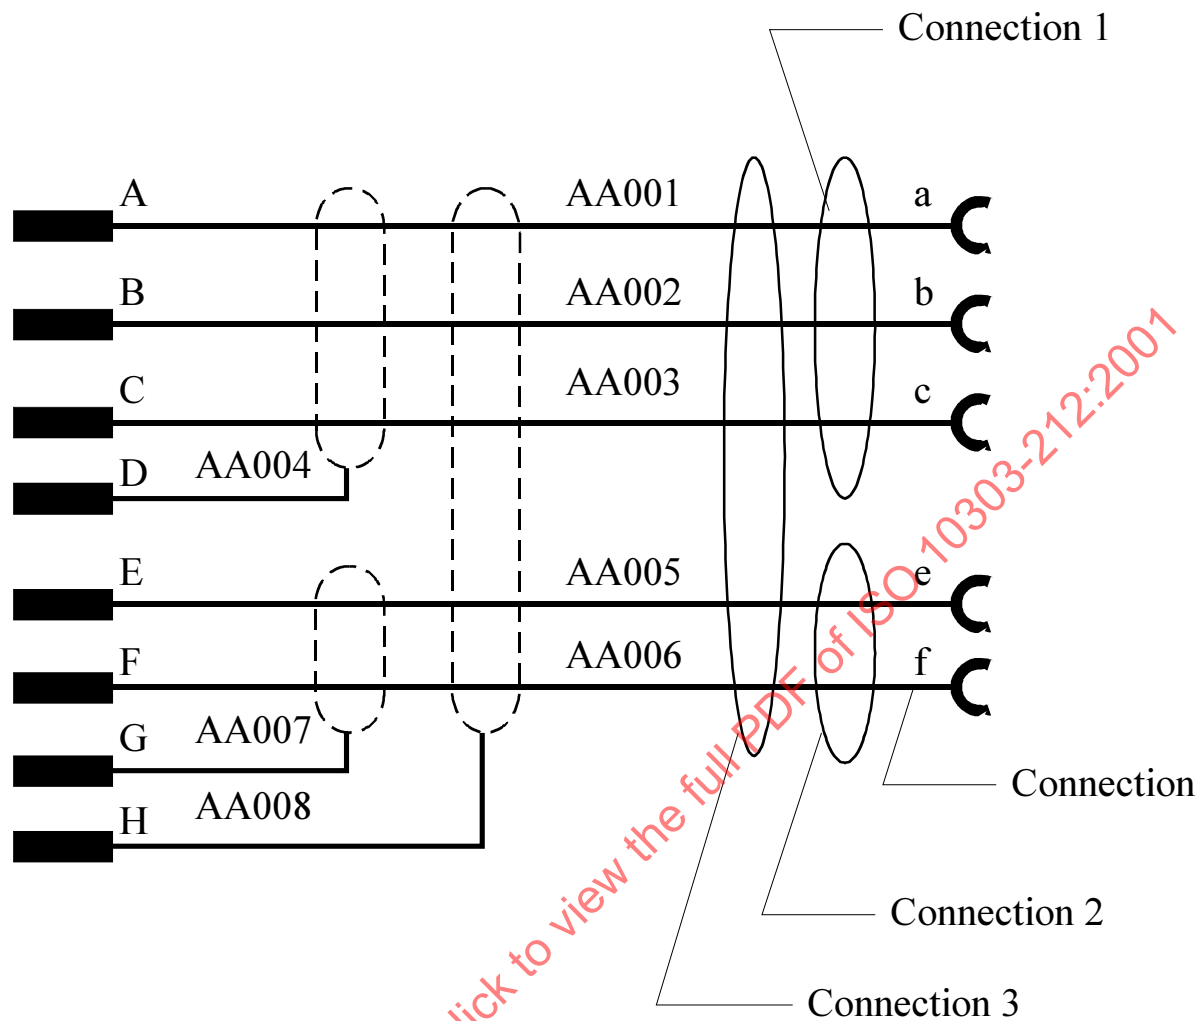 Connection 1
A AA001 a
B AA002 b
C AA003 c
D AA004
E AA005 e
F AA006 f
G AA007
H AA008
Connection
Connection 2
Connection 3
lick to view the full PDF of ISO 10303-212:2001